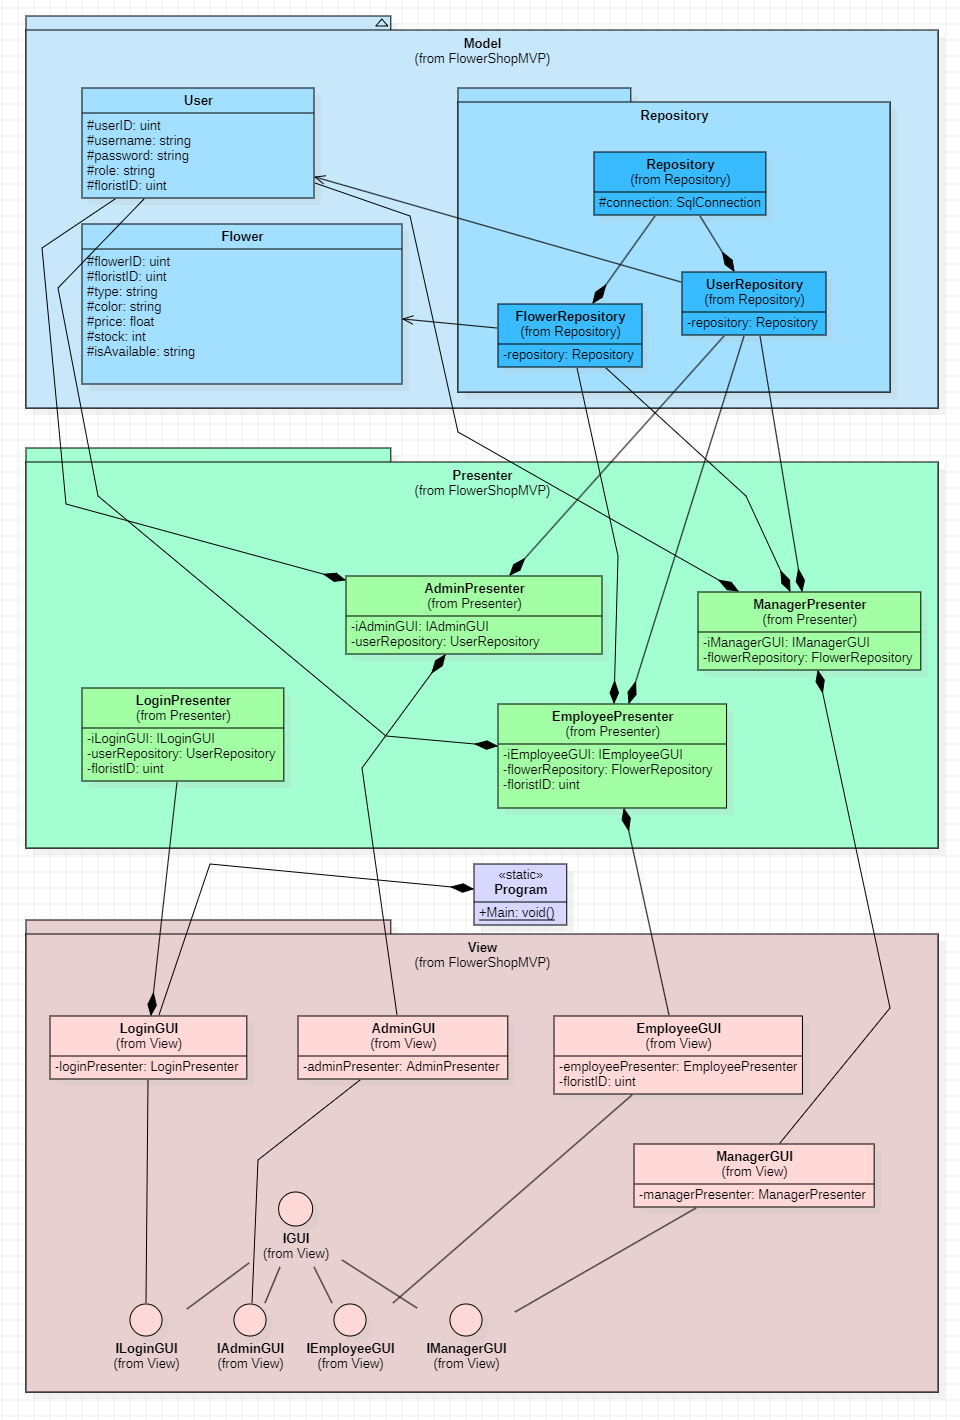 Model
(from FlowerShopMVP)
User
#userID: uint
#username: string
#password: string
#role: string
#floristID: uint
Flower
#flowerID: uint
#floristID: uint
#type: string
#color: string
#price: float
#stock: int
#isAvailable: string
Repository
Repository
(from Repository)
#connection: SqlConnection
UserRepository
(from Repository)
-repository: Repository
FlowerRepository
(from Repository)
-repository: Repository
Presenter
(from FlowerShopMVP)
AdminPresenter
(from Presenter)
-iAdminGUI: IAdminGUI
-userRepository: UserRepository
ManagerPresenter
(from Presenter)
-iManagerGUI: IManagerGUI
-flowerRepository: FlowerRepository
LoginPresenter
(from Presenter)
-iLoginGUI: ILoginGUI
-userRepository: UserRepository
-floristID: uint
EmployeePresenter
(from Presenter)
-iEmployeeGUI: IEmployeeGUI
-flowerRepository: FlowerRepository
-floristID: uint
«static»
Program
+Main: void()
View
(from FlowerShopMVP)
LoginGUI
(from View)
-loginPresenter: LoginPresenter
AdminGUI
(from View)
-adminPresenter: AdminPresenter
EmployeeGUI
(from View)
-employeePresenter: EmployeePresenter
-floristID: uint
ManagerGUI
(from View)
-managerPresenter: ManagerPresenter
IGUI
(from View)
ILoginGUI
(from View)
IAdminGUI
(from View)
IEmployeeGUI
(from View)
IManagerGUI
(from View)